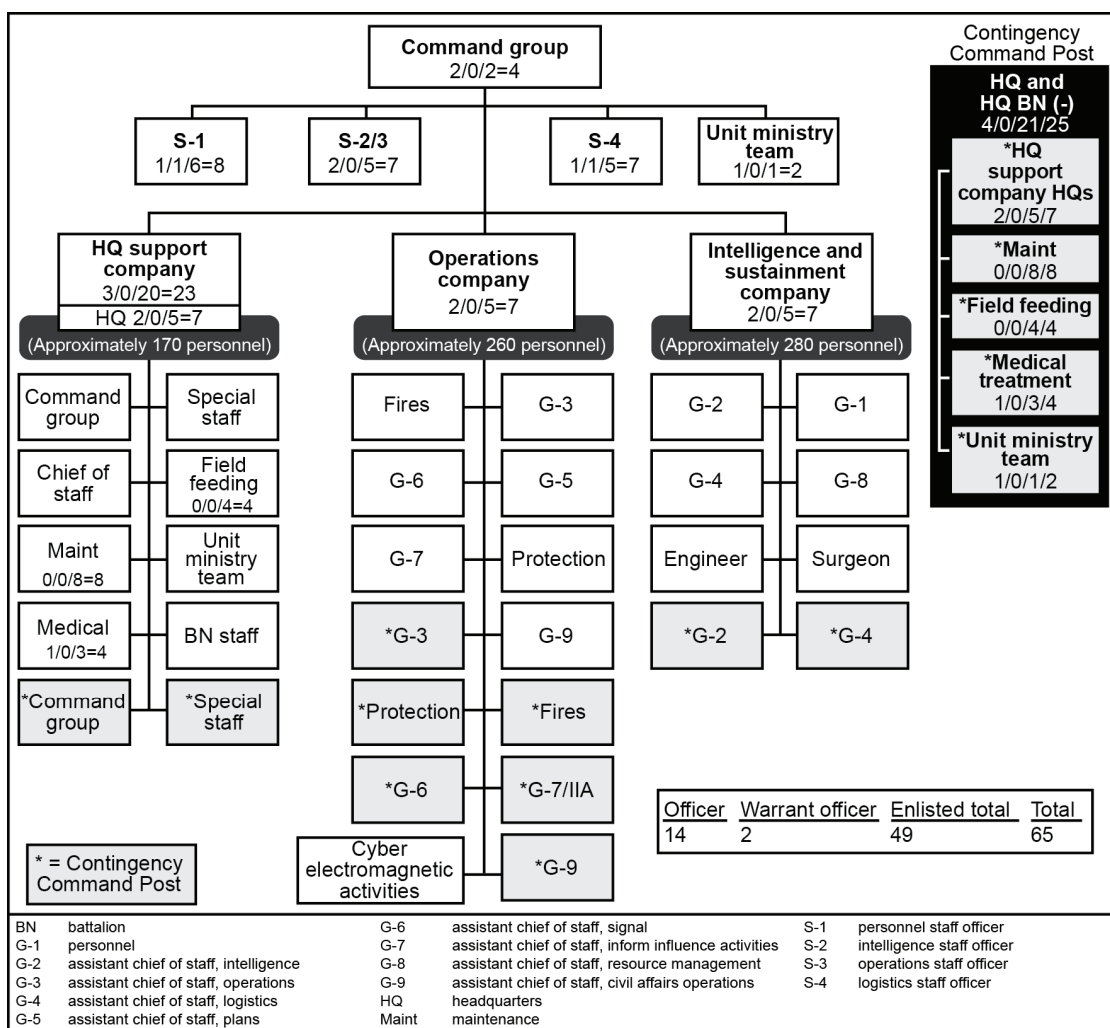 Command group
2/0/2=4
S-1
1/1/6=8
S-2/3
2/0/5=7
S-4
1/1/5=7
Unit ministry
team
1/0/1=2
HQ support
company
3/0/20=23
HQ 2/0/5=7
(Approximately 170 personnel)
Operations
company
2/0/5=7
(Approximately 260 personnel)
Intelligence and
sustainment
company
2/0/5=7
(Approximately 280 personnel)
Command
group
Special
staff
Chief of
staff
Field
feeding
0/0/4=4
Maint
0/0/8=8
Unit
ministry
team
Medical
1/0/3=4
BN staff
*Command
group
*Special
staff
Fires
G-3
G-6
G-5
G-7
Protection
*G-3
G-9
*Protection
*Fires
*G-6
*G-7/IIA
Cyber
electromagnetic
activities
*G-9
G-2
G-1
G-4
G-8
Engineer
Surgeon
*G-2
*G-4
Contingency
Command Post
HQ and
HQ BN (-)
4/0/21/25
*HQ
support
company HQs
2/0/5/7
*Maint
0/0/8/8
*Field feeding
0/0/4/4
*Medical
treatment
1/0/3/4
*Unit ministry
team
1/0/1/2
Officer Warrant officer Enlisted total Total
14 2 49 65
* = Contingency
Command Post
BN battalion
G-1 personnel
G-2 assistant chief of staff, intelligence
G-3 assistant chief of staff, operations
G-4 assistant chief of staff, logistics
G-5 assistant chief of staff, plans
G-6 assistant chief of staff, signal
G-7 assistant chief of staff, inform influence activities
G-8 assistant chief of staff, resource management
G-9 assistant chief of staff, civil affairs operations
HQ headquarters
Maint maintenance
S-1 personnel staff officer
S-2 intelligence staff officer
S-3 operations staff officer
S-4 logistics staff officer